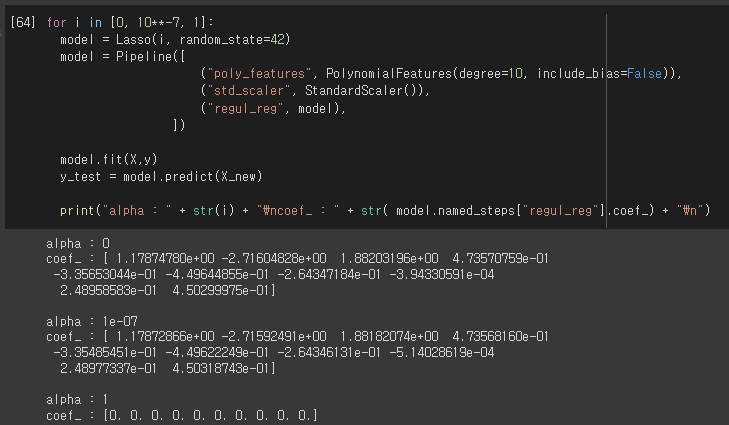 [64] for i in [0, 10**-7, 1]:
model = Lasso(i, random_state=42)
model = Pipeline([
("poly_features", PolynomialFeatures(degree=10, include_bias=False)),
("std_scaler", StandardScaler()),
("regul_reg", model),
])
model.fit(X,y)
y_test = model.predict(X_new)
print("alpha : " + str(i) + "₩ncoef_ : " + str( model.named_steps["regul_reg"].coef_) + "₩n")
alpha : 0
coef_ : [ 1.17874780e+00 -2.71604828e+00 1.88203196e+00 4.73570759e-01
-3.35653044e-01 -4.49644855e-01 -2.64347184e-01 -3.94330591e-04
2.48958583e-01 4.50299975e-01]
alpha : 1e-07
coef_ : [ 1.17872866e+00 -2.71592491e+00 1.88182074e+00 4.73568160e-01
-3.35485451e-01 -4.49622249e-01 -2.64346131e-01 -5.14028619e-04
2.48977337e-01 4.50318743e-01]
alpha : 1
coef_ : [0. 0. 0. 0. 0. 0. 0. 0. 0. 0.]